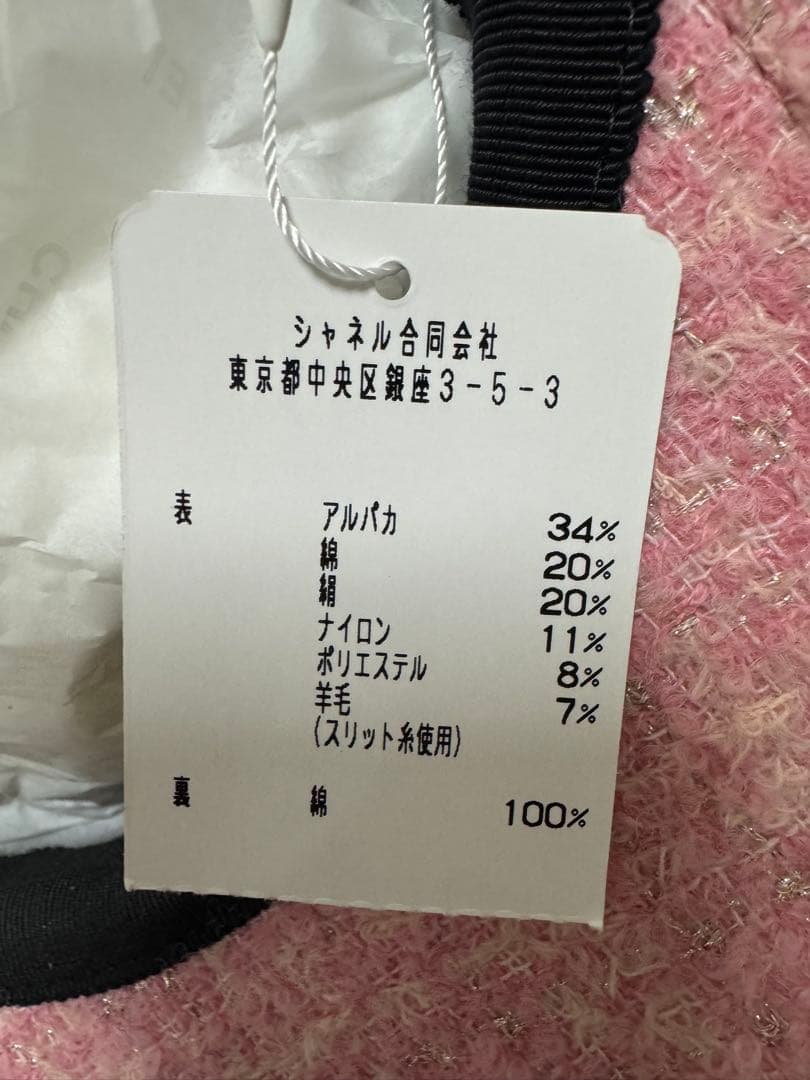 シャネル合同会社
東京都中央区銀座3-5-3
表 アルパカ 34%
綿 20%
絹 20%
ナイロン 11%
ポリエステル 8%
羊毛 7%
(スリット糸使用)
裏 綿 100%